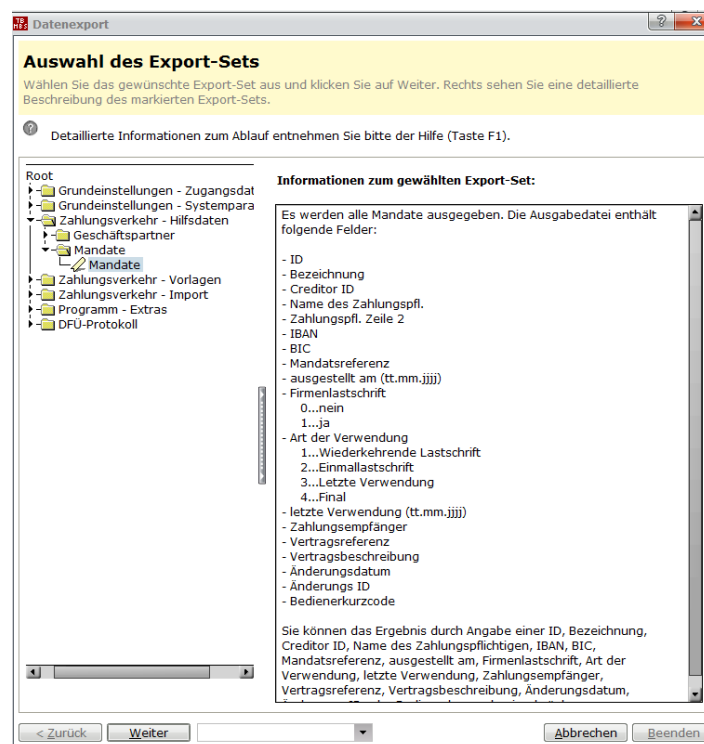 Datenexport
Auswahl des Export-Sets
Wählen Sie das gewünschte Export-Set aus und klicken Sie auf Weiter. Rechts sehen Sie eine detaillierte
Beschreibung des markierten Export-Sets.
Detaillierte Informationen zum Ablauf entnehmen Sie bitte der Hilfe (Taste F1).
Root
Grundeinstellungen - Zugangsdat
Grundeinstellungen - Systempara
Zahlungsverkehr - Hilfsdaten
Geschäftspartner
Mandate
Mandate
Zahlungsverkehr - Vorlagen
Zahlungsverkehr - Import
Programm - Extras
DFÜ-Protokoll
Informationen zum gewählten Export-Set:
Es werden alle Mandate ausgegeben. Die Ausgabedatei enthält
folgende Felder:
- ID
- Bezeichnung
- Creditor ID
- Name des Zahlungspfl.
- Zahlungspfl. Zeile 2
- IBAN
- BIC
- Mandatsreferenz
- ausgestellt am (tt.mm.jjjj)
- Firmenlastschrift
0...nein
1...ja
- Art der Verwendung
1...Wiederkehrende Lastschrift
2...Einmallastschrift
3...Letzte Verwendung
4...Final
- letzte Verwendung (tt.mm.jjjj)
- Zahlungsempfänger
- Vertragsreferenz
- Vertragsbeschreibung
- Änderungsdatum
- Änderungs ID
- Bedienerkurzcode
Sie können das Ergebnis durch Angabe einer ID, Bezeichnung,
Creditor ID, Name des Zahlungspflichtigen, IBAN, BIC,
Mandatsreferenz, ausgestellt am, Firmenlastschrift, Art der
Verwendung, letzte Verwendung, Zahlungsempfänger,
Vertragsreferenz, Vertragsbeschreibung, Änderungsdatum,
< Zurück
Weiter
Abbrechen
Beenden